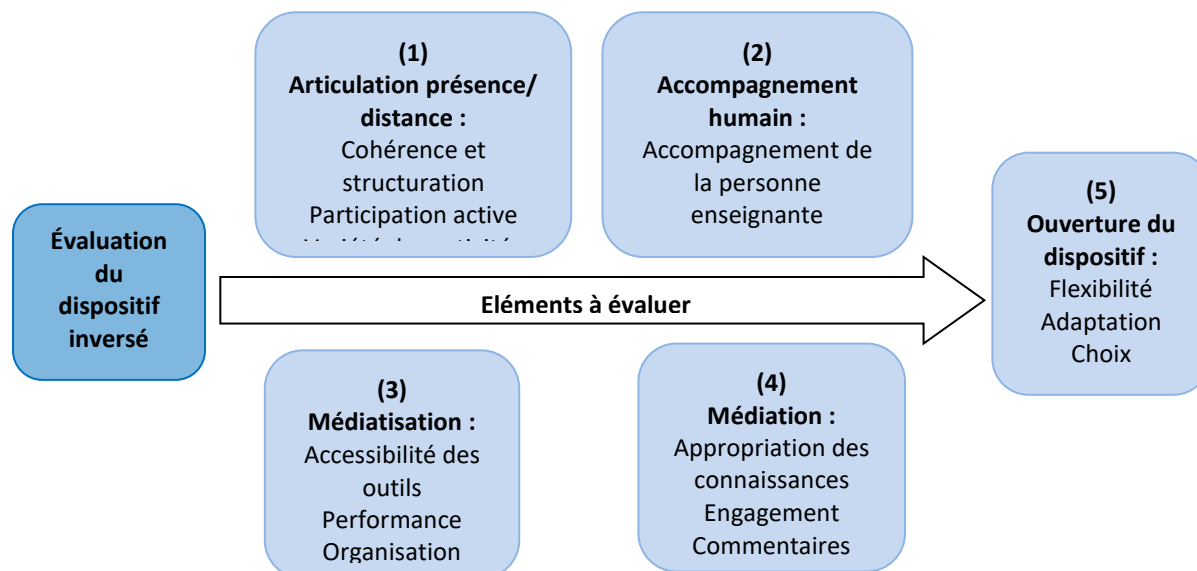 (1)
Articulation présence/
distance :
Cohérence et
structuration
Participation active
(2)
Accompagnement
humain :
Accompagnement de
la personne
enseignante
(5)
Ouverture du
dispositif :
Flexibilité
Adaptation
Choix
Évaluation
du
dispositif
inversé
Eléments à évaluer
(3)
Médiatisation :
Accessibilité des
outils
Performance
Organisation
(4)
Médiation :
Appropriation des
connaissances
Engagement
Commentaires